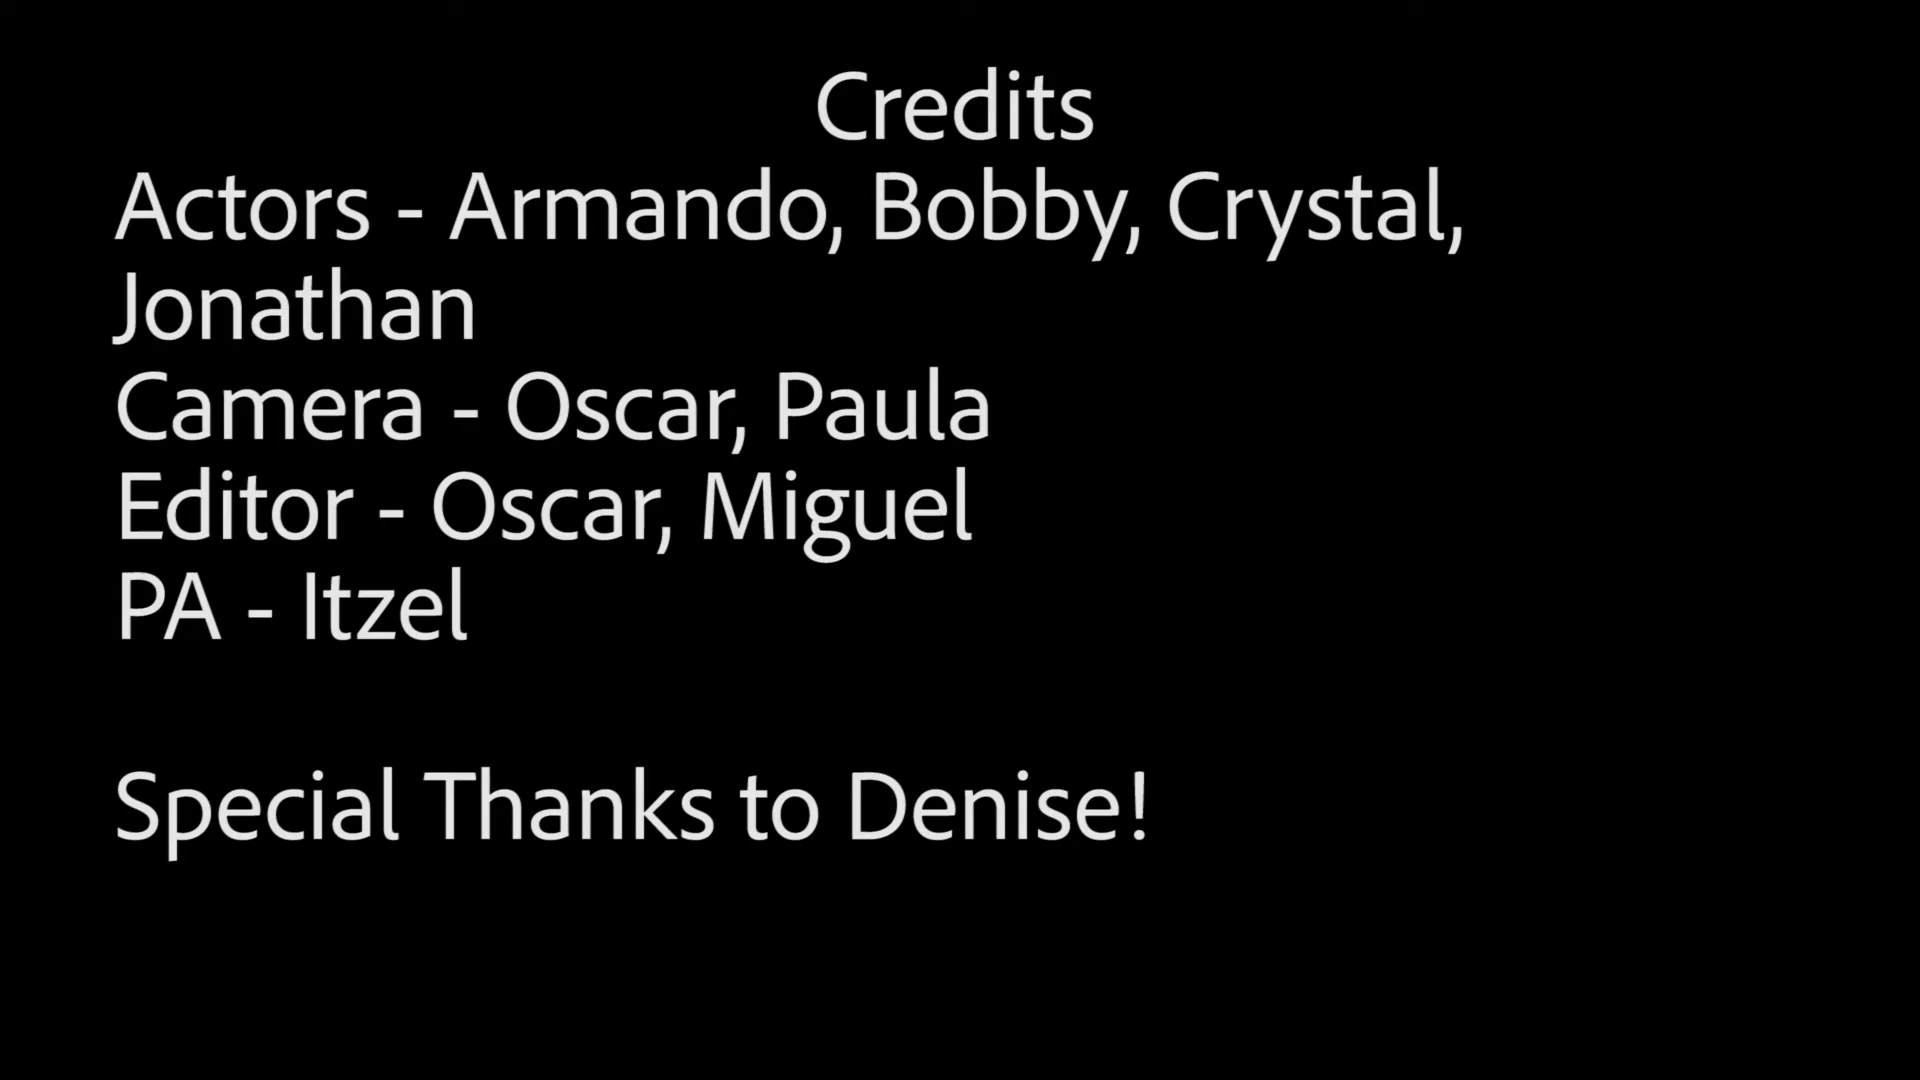 Credits
Actors - Armando, Bobby, Crystal,
Jonathan
Camera - Oscar, Paula
Editor - Oscar, Miguel
PA - Itzel
Special Thanks to Denise!